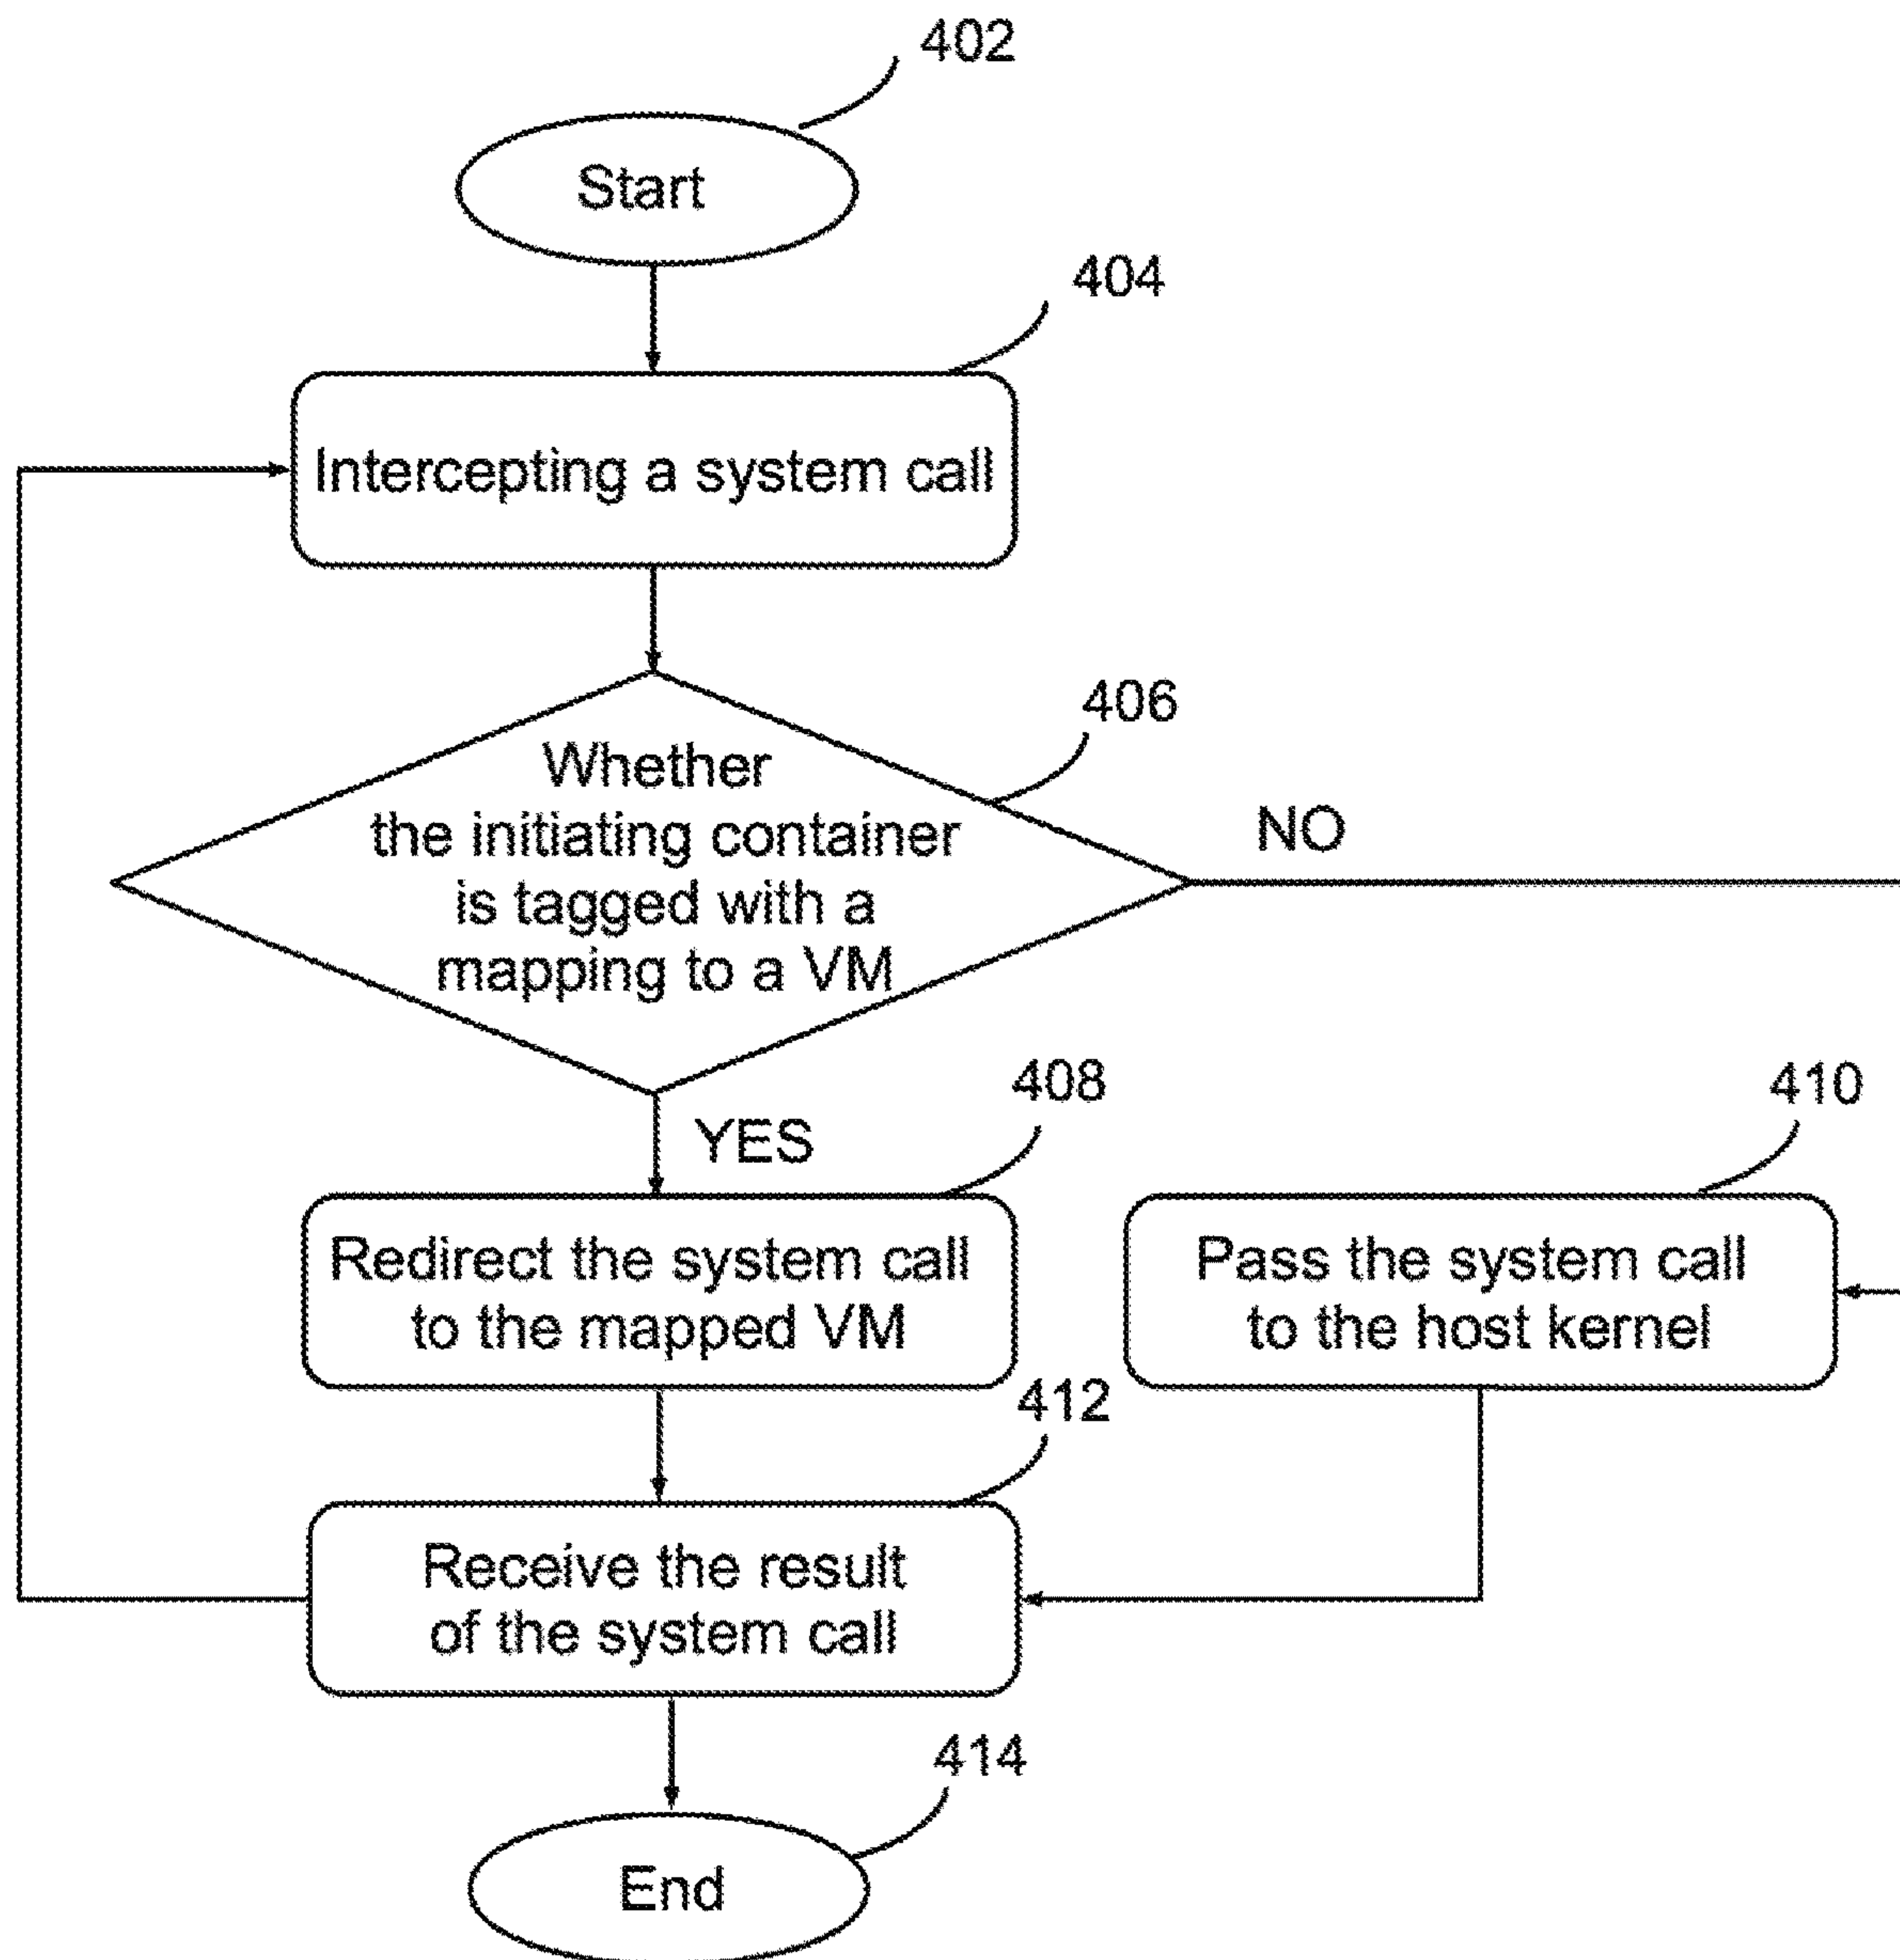 402
Start
404
Intercepting a system call
406
Whether
the initiating container
is tagged with a
mapping to a VM
NO
YES
408
Redirect the system call
to the mapped VM
410
Pass the system call
to the host kernel
412
Receive the result
of the system call
414
End